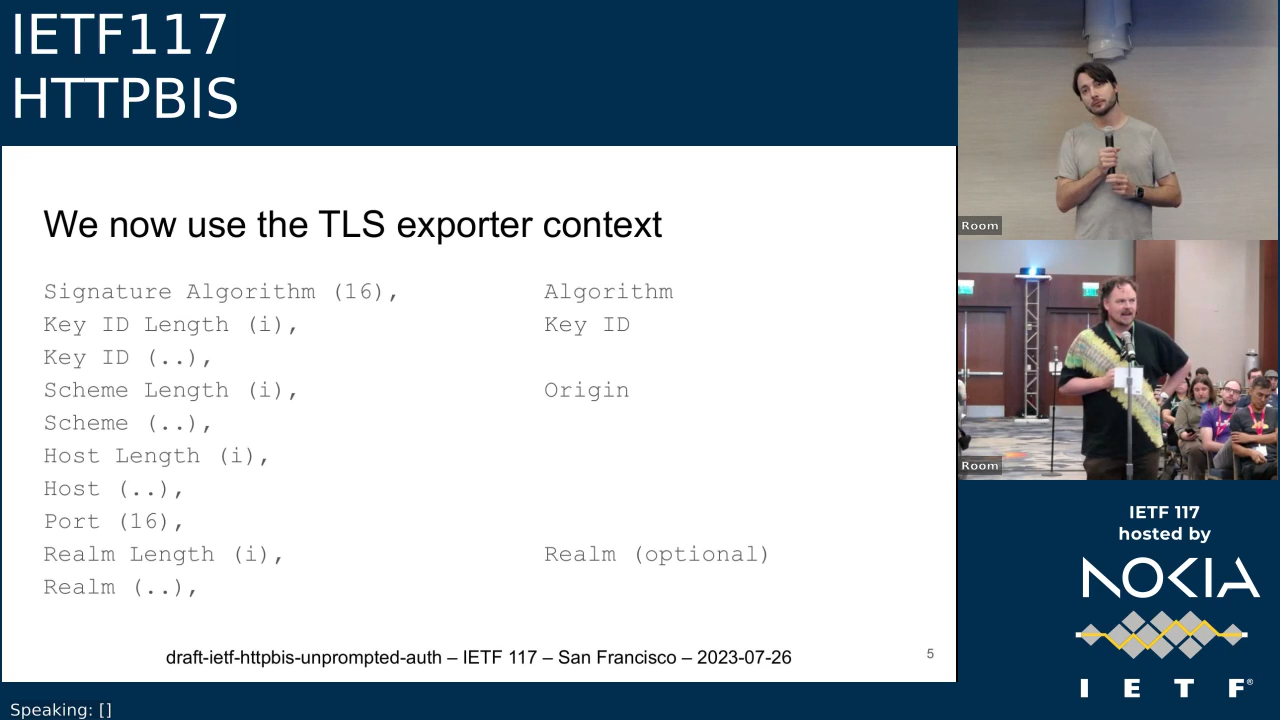 IETF117
HTTPBIS
We now use the TLS exporter context
Signature Algorithm (16), Algorithm
Key ID Length (i), Key ID
Key ID (..),
Scheme Length (i), Origin
Scheme (..),
Host Length (i),
Host (..),
Port (16),
Realm Length (i), Realm (optional)
Realm (..),
draft-ietf-httpbis-unprompted-auth – IETF 117 – San Francisco – 2023-07-26
5
Speaking: []
Room
Room
IETF 117
hosted by
NOKIA
I E T F®